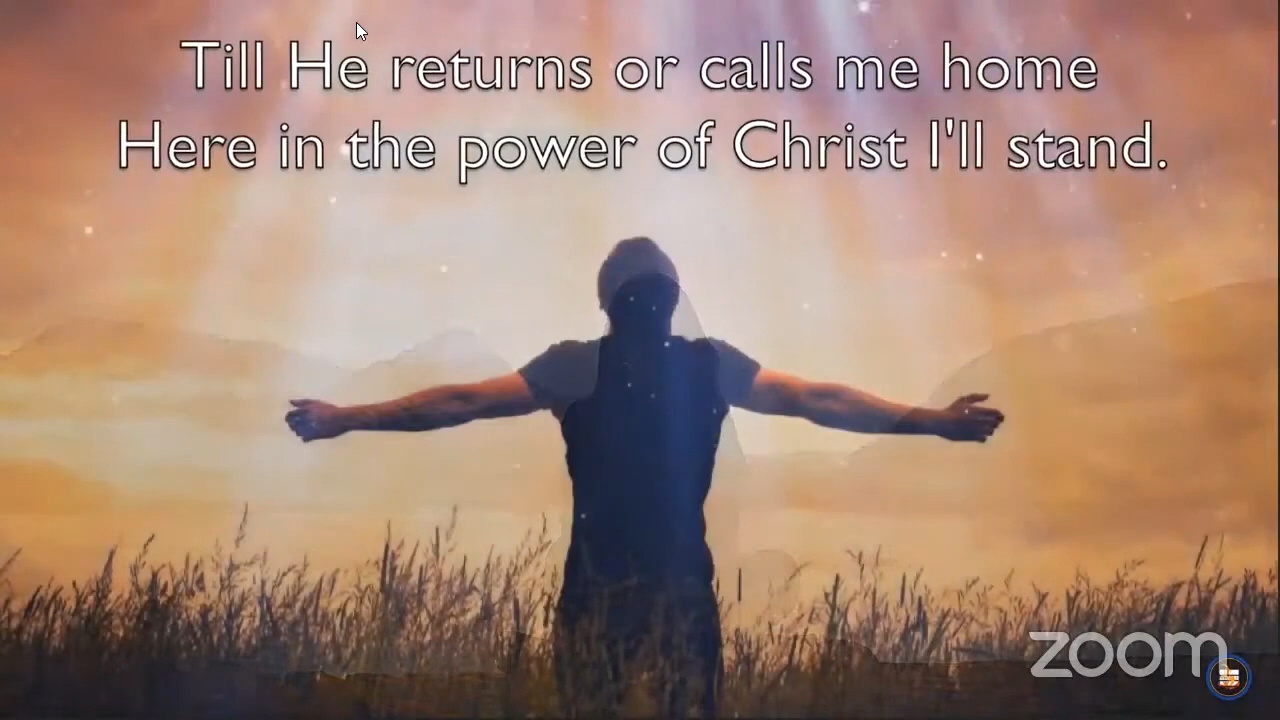 Till He returns or calls me home
Here in the power of Christ I'll stand.
zoom